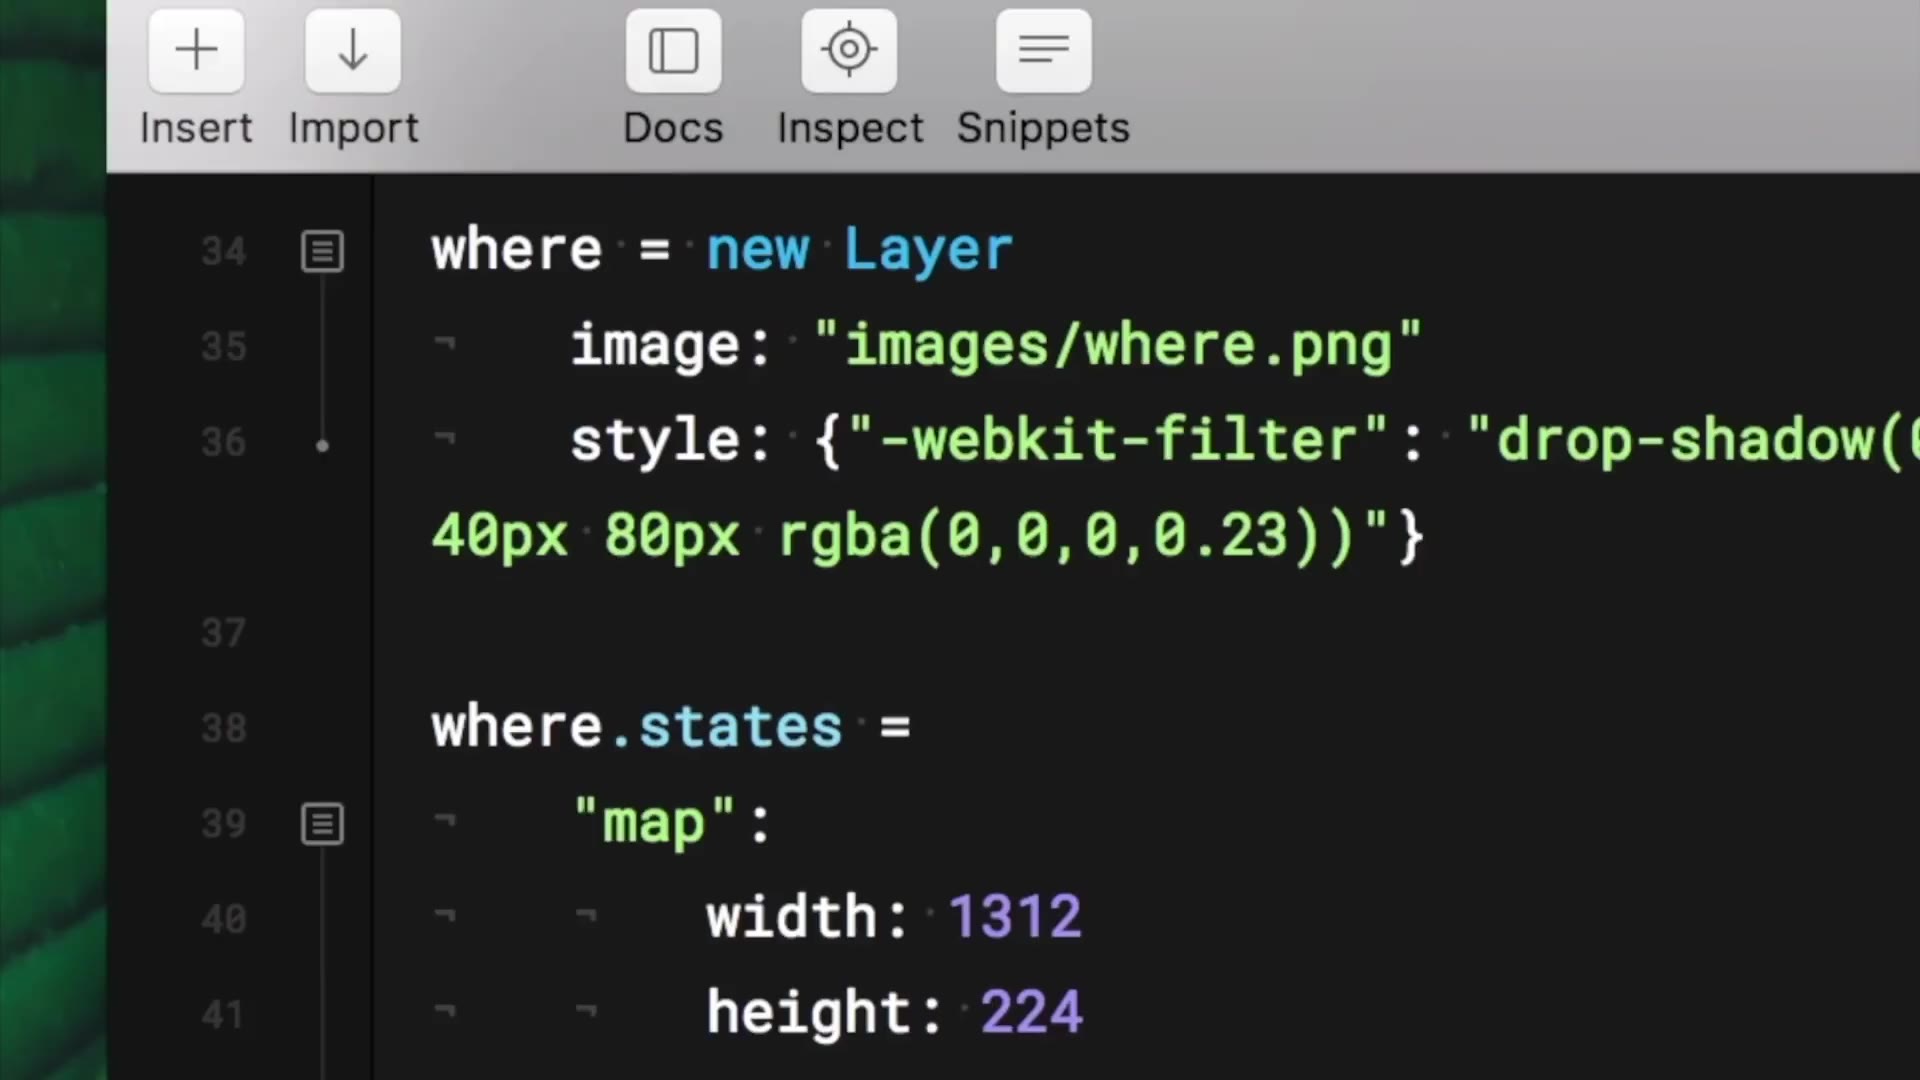 Insert Import Docs Inspect Snippets
34 where = new Layer
35 image: "images/where.png"
36 style: {"-webkit-filter": "drop-shadow(
40px 80px rgba(0,0,0,0.23))"}
37
38 where.states =
39 "map":
40 width: 1312
41 height: 224